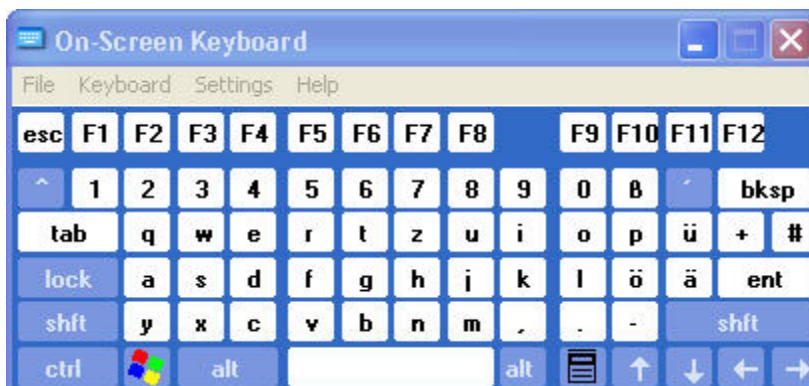 On-Screen Keyboard
File Keyboard Settings Help
esc F1 F2 F3 F4 F5 F6 F7 F8 F9 F10 F11 F12
^ 1 2 3 4 5 6 7 8 9 0 ß ´ bksp
tab q w e r t z u i o p ü + #
lock a s d f g h j k l ö ä ent
shft y x c v b n m , . - shft
ctrl alt alt ↑ ↓ ← →